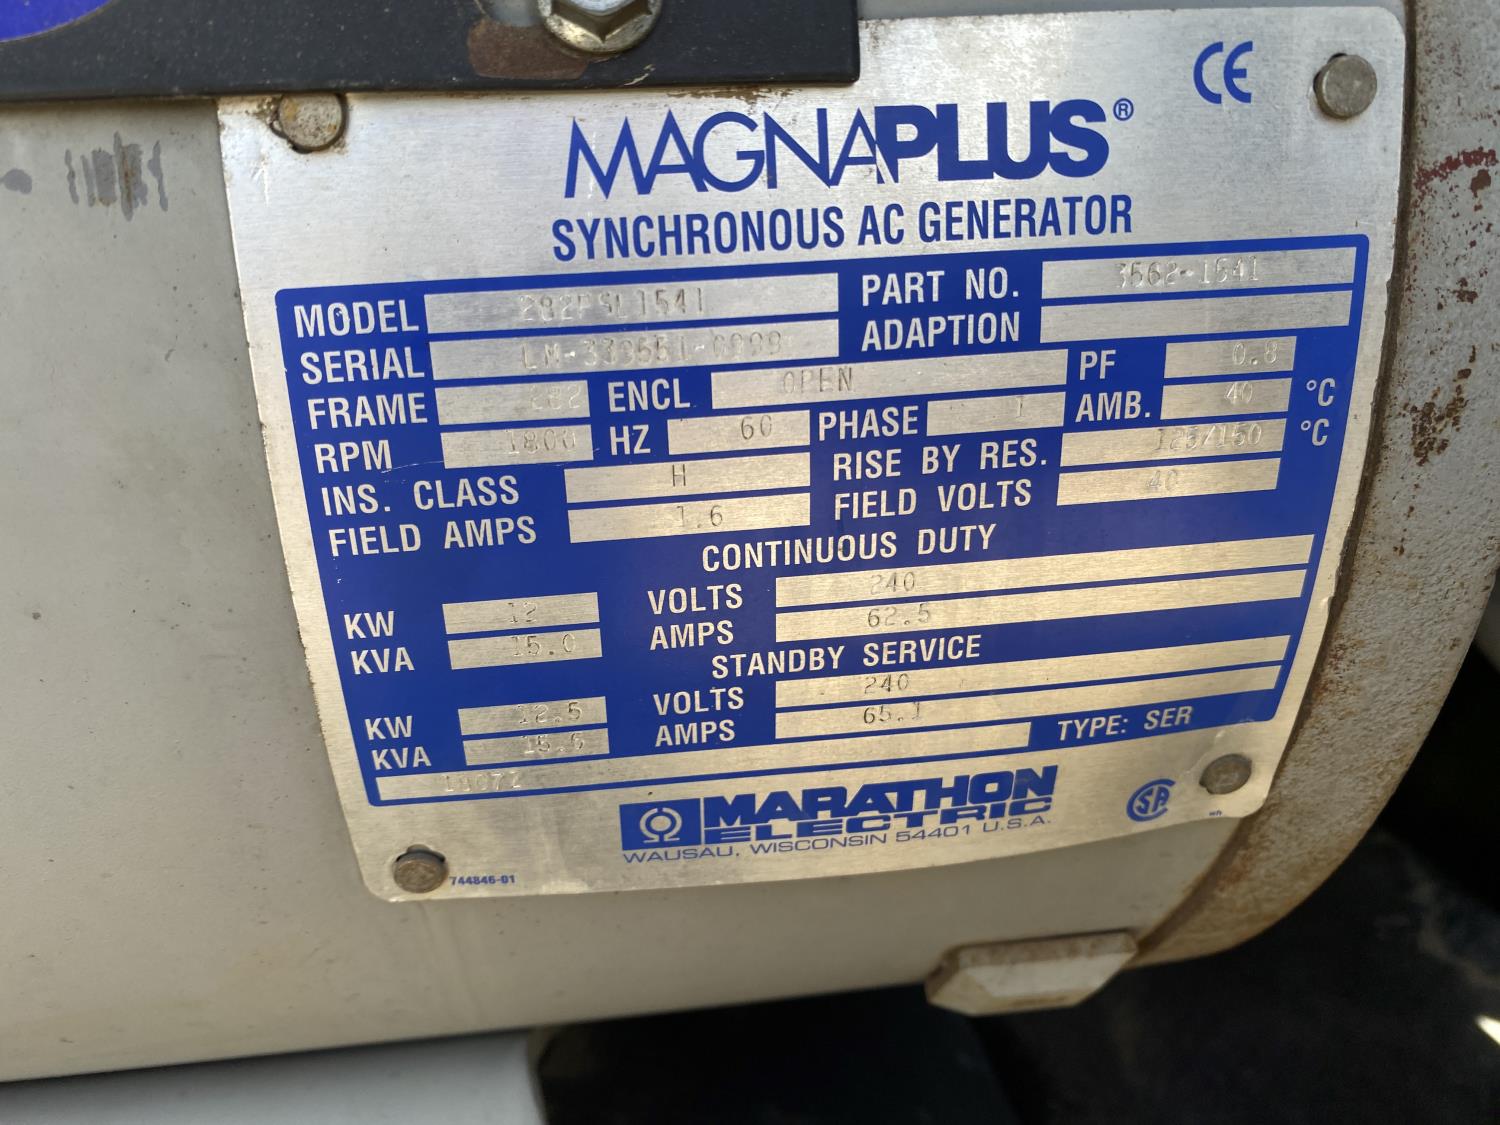 CE
MAGNAPLUS®
SYNCHRONOUS AC GENERATOR
MODEL 282PSL1541 PART NO. 3562-1541
SERIAL ADAPTION
FRAME 282 ENCL OPEN PF 0.8
RPM 1800 HZ 60 PHASE 1 AMB. 40 °C
INS. CLASS H RISE BY RES. 125/150 °C
FIELD AMPS 1.6 FIELD VOLTS 40
CONTINUOUS DUTY
KW 12 VOLTS 240
KVA 15.0 AMPS 62.5
STANDBY SERVICE
KW 12.5 VOLTS 240
KVA 15.6 AMPS 65.1
TYPE: SER
MARATHON
ELECTRIC
WAUSAU, WISCONSIN 54401 U.S.A.
SA
wh
744846-01